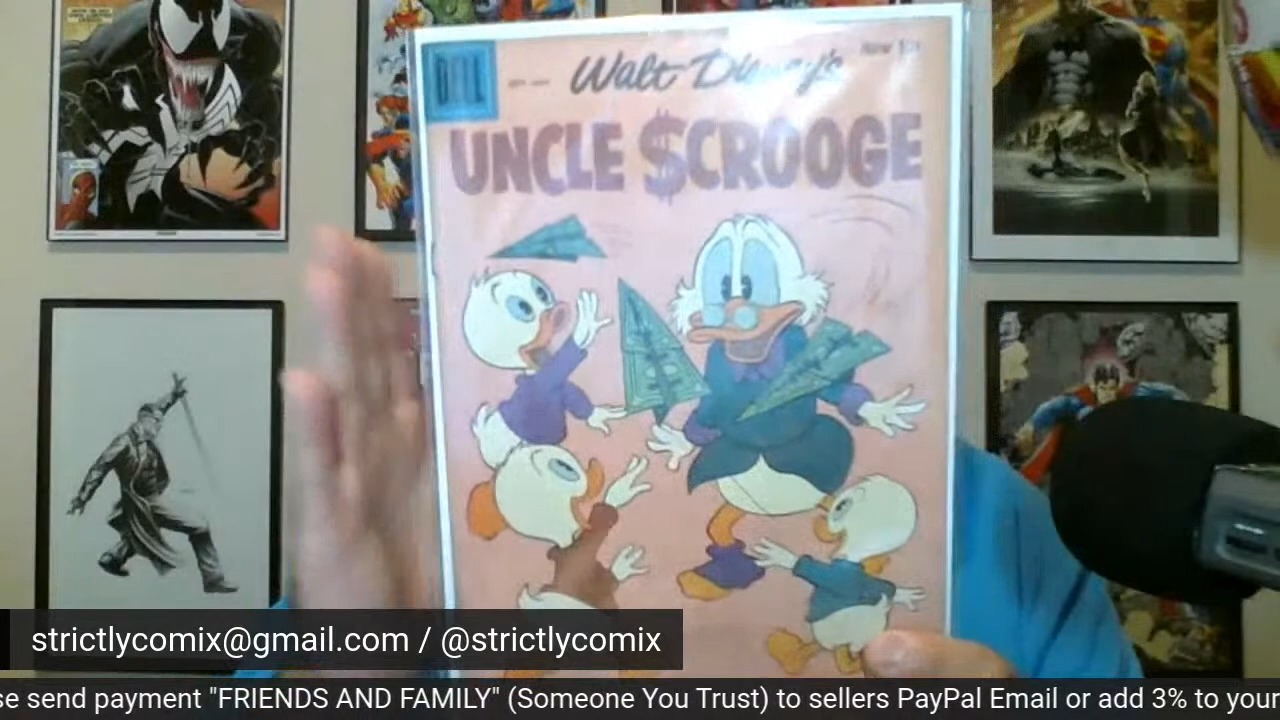 DELL
Walt Disney's
UNCLE $CROOGE
strictlycomix@gmail.com / @strictlycomix
se send payment "FRIENDS AND FAMILY" (Someone You Trust) to sellers PayPal Email or add 3% to your